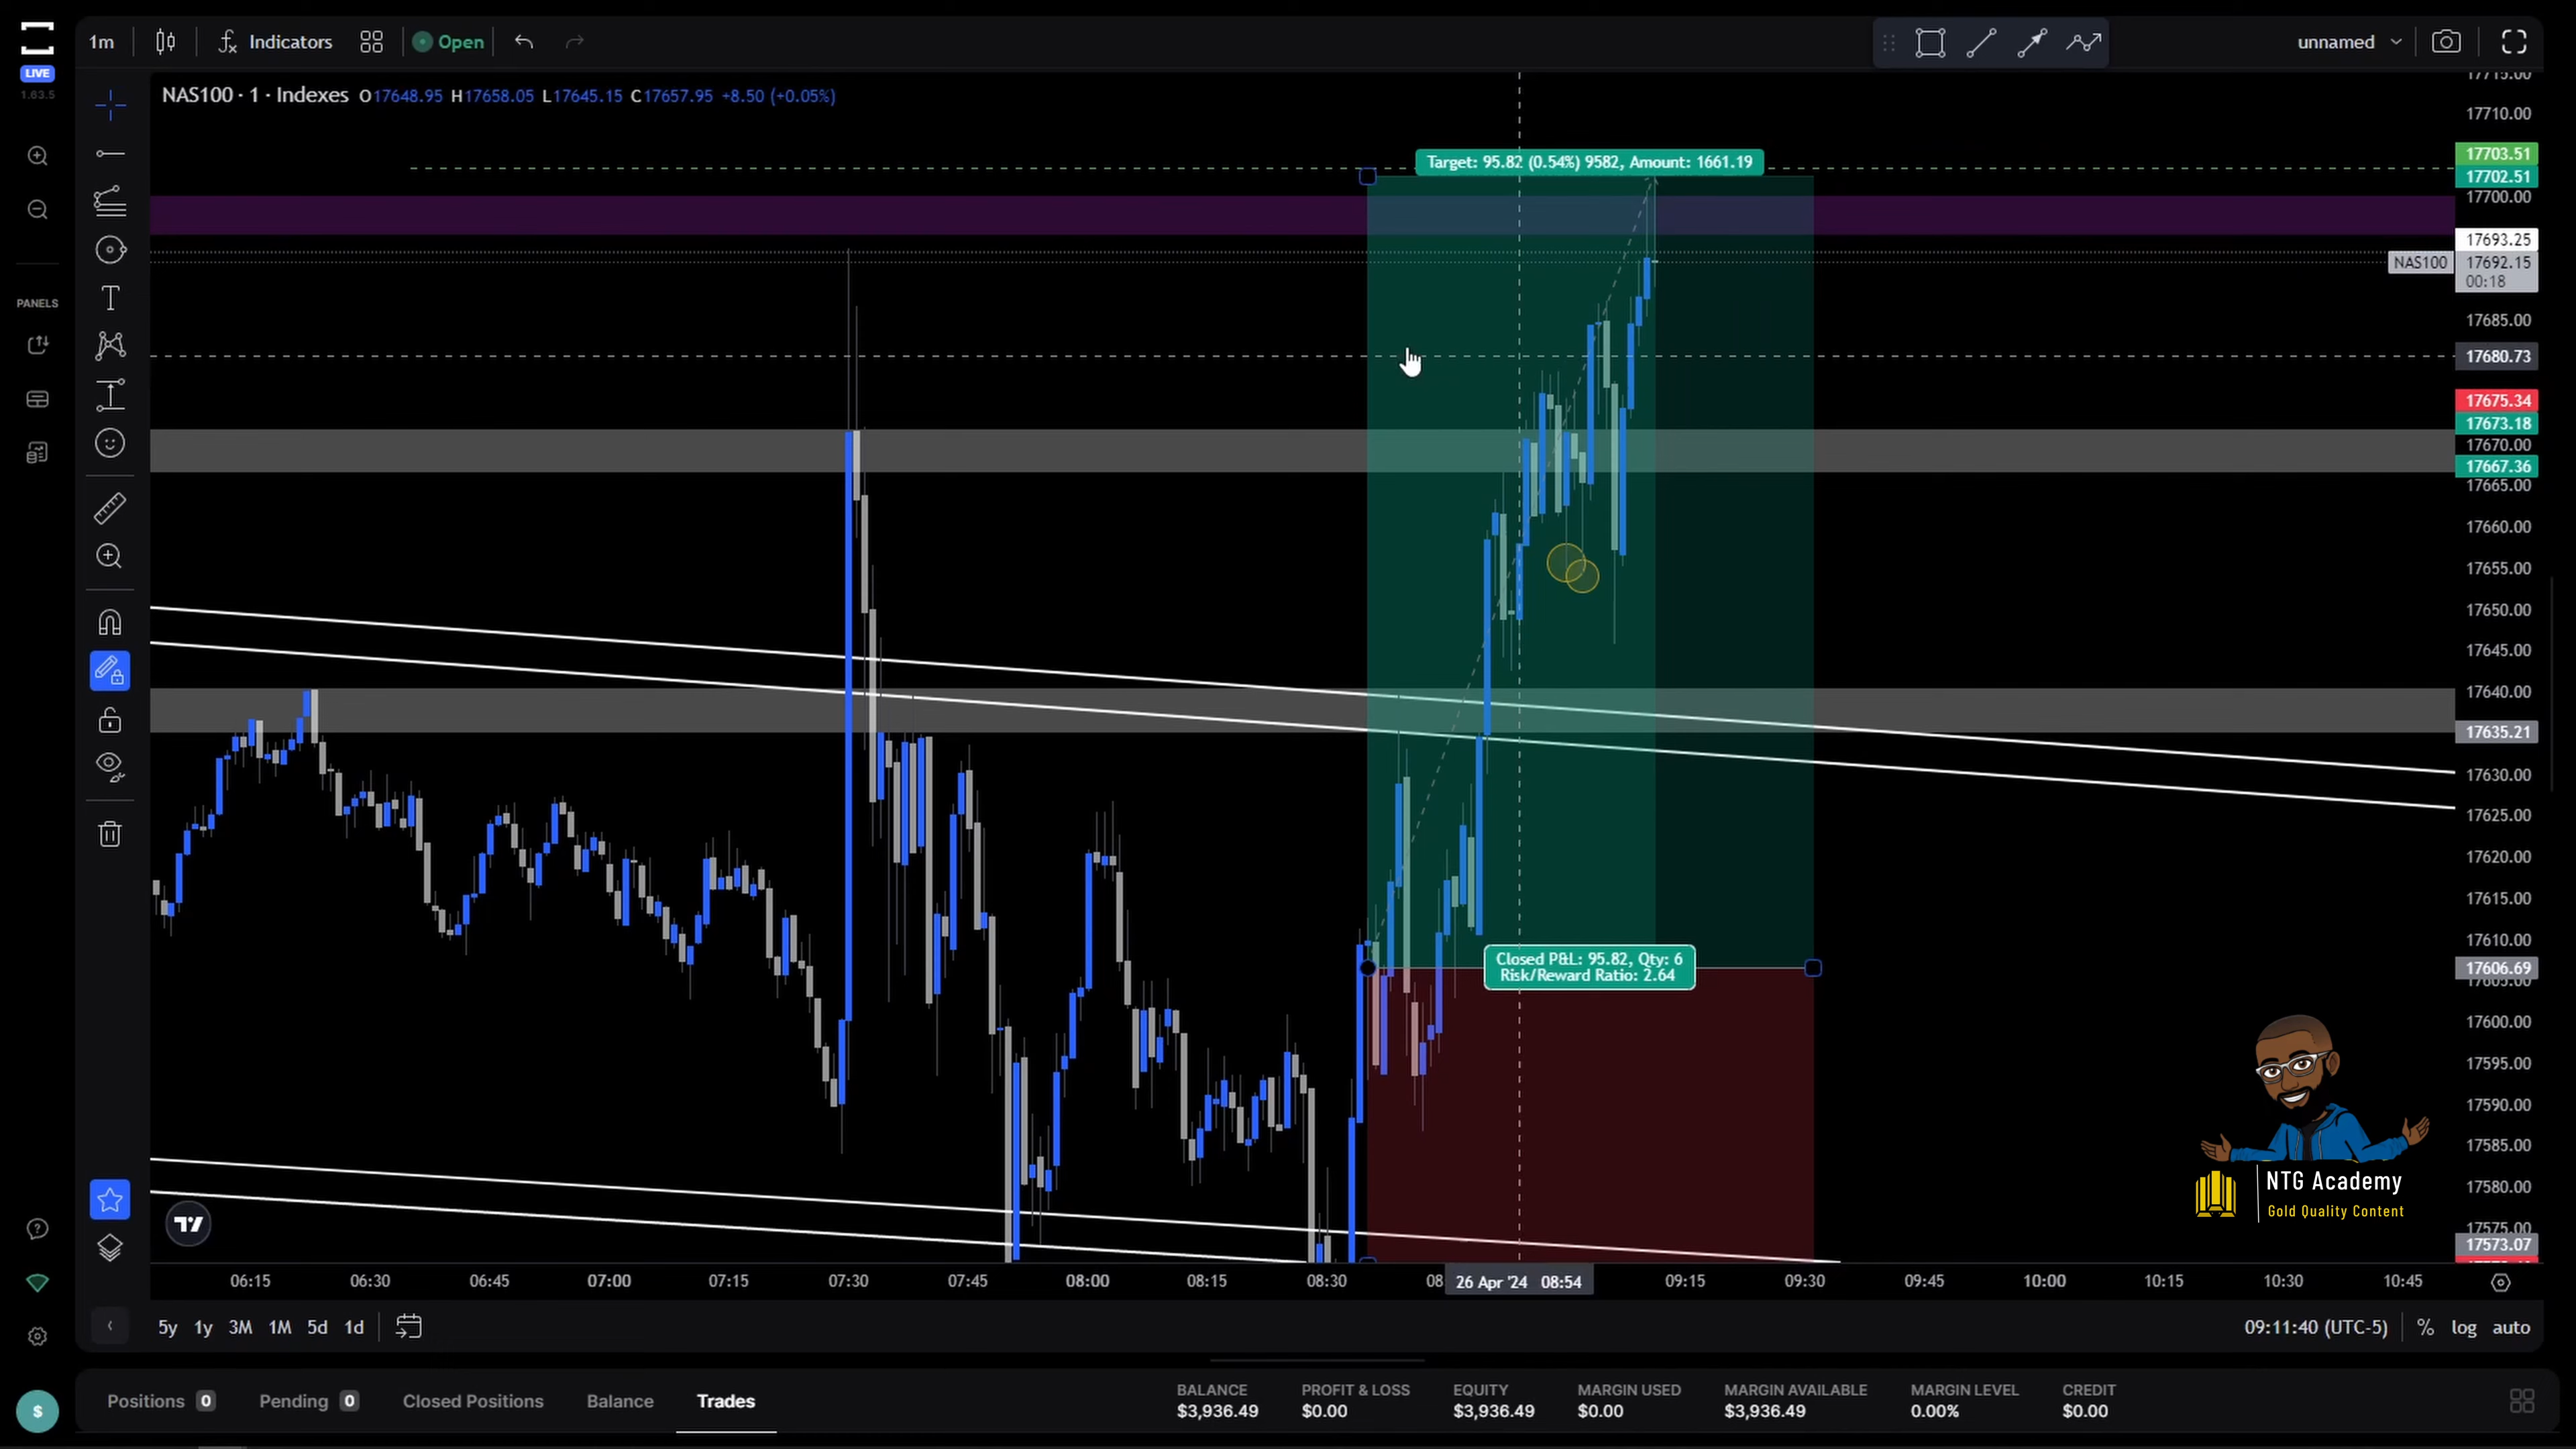 1m
Indicators
Open
unnamed
LIVE
1.63.5
PANELS
NAS100 · 1 · Indexes O17648.95 H17658.05 L17645.15 C17657.95 +8.50 (+0.05%)
Target: 95.82 (0.54%) 9582, Amount: 1661.19
Closed P&L: 95.82, Qty: 6
Risk/Reward Ratio: 2.64
17715.00
17710.00
17703.51
17702.51
17700.00
17693.25
NAS100 17692.15
00:18
17685.00
17680.73
17675.34
17673.18
17670.00
17667.36
17665.00
17660.00
17655.00
17650.00
17645.00
17640.00
17635.21
17630.00
17625.00
17620.00
17615.00
17610.00
17606.69
17605.00
17600.00
17595.00
17590.00
17585.00
17580.00
17575.00
17573.07
NTG Academy
Gold Quality Content
06:15 06:30 06:45 07:00 07:15 07:30 07:45 08:00 08:15 08:30 08 26 Apr '24 08:54 09:15 09:30 09:45 10:00 10:15 10:30 10:45
5y 1y 3M 1M 5d 1d
09:11:40 (UTC-5) % log auto
Positions 0 Pending 0 Closed Positions Balance Trades
BALANCE PROFIT & LOSS EQUITY MARGIN USED MARGIN AVAILABLE MARGIN LEVEL CREDIT
$3,936.49 $0.00 $3,936.49 $0.00 $3,936.49 0.00% $0.00
$